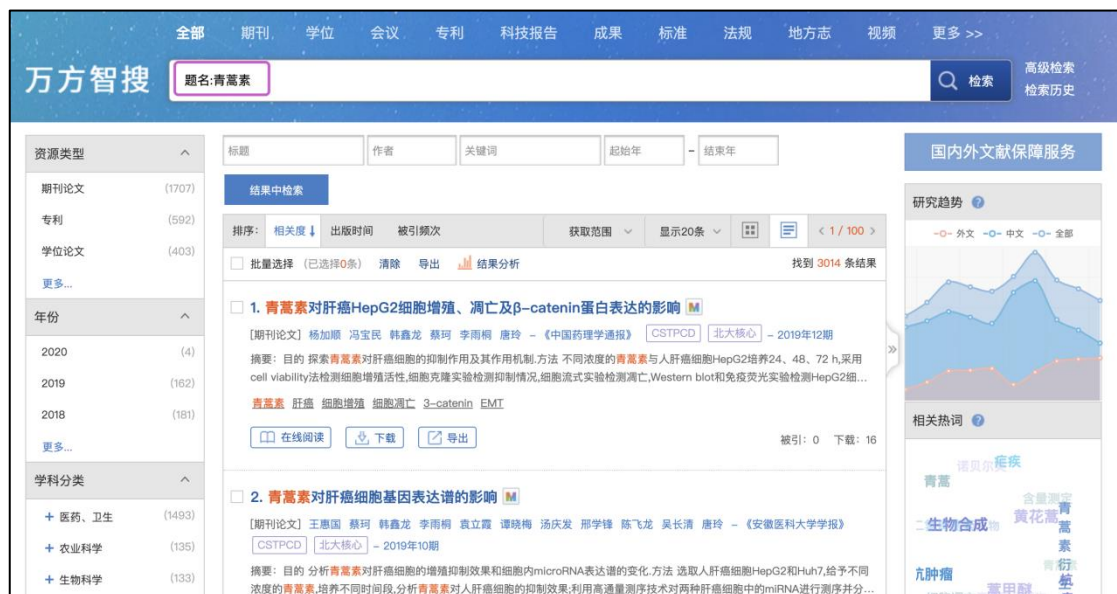 全部 期刊 学位 会议 专利 科技报告 成果 标准 法规 地方志 视频 更多 >>
万方智搜
题名:青蒿素
检索
高级检索
检索历史
资源类型
期刊论文 (1707)
专利 (592)
学位论文 (403)
更多...
年份
2020 (4)
2019 (162)
2018 (181)
更多...
学科分类
+ 医药、卫生 (1493)
+ 农业科学 (135)
+ 生物科学 (133)
标题 作者 关键词 起始年 - 结束年
结果中检索
排序: 相关度 出版时间 被引频次 获取范围 显示20条 < 1 / 100 >
批量选择 (已选择0条) 清除 导出 结果分析 找到 3014 条结果
1. 青蒿素对肝癌HepG2细胞增殖、凋亡及β-catenin蛋白表达的影响 M
[期刊论文] 杨加顺 冯宝民 韩鑫龙 蔡珂 李雨桐 唐玲 - 《中国药理学通报》 CSTPCD 北大核心 - 2019年12期
摘要: 目的 探索青蒿素对肝癌细胞的抑制作用及其作用机制.方法 不同浓度的青蒿素与人肝癌细胞HepG2培养24、48、72 h,采用
cell viability法检测细胞增殖活性,细胞克隆实验检测抑制情况,细胞流式实验检测凋亡,Western blot和免疫荧光实验检测HepG2细...
青蒿素 肝癌 细胞增殖 细胞凋亡 3-catenin EMT
在线阅读 下载 导出 被引: 0 下载: 16
2. 青蒿素对肝癌细胞基因表达谱的影响 M
[期刊论文] 王惠国 蔡珂 韩鑫龙 李雨桐 袁立霞 谭晓梅 汤庆发 邢学锋 陈飞龙 吴长清 唐玲 - 《安徽医科大学学报》
CSTPCD 北大核心 - 2019年10期
摘要: 目的 分析青蒿素对肝癌细胞的增殖抑制效果和细胞内microRNA表达谱的变化.方法 选取人肝癌细胞HepG2和Huh7,给予不同
浓度的青蒿素,培养不同时间段,分析青蒿素对人肝癌细胞的抑制效果;利用高通量测序技术对两种肝癌细胞中的miRNA进行测序并分...
国内外文献保障服务
研究趋势 ?
外文 中文 全部
相关热词 ?
疟疾
青蒿
含量测定
生物合成
黄花蒿
青蒿素衍生
抗肿瘤
蒿甲醚